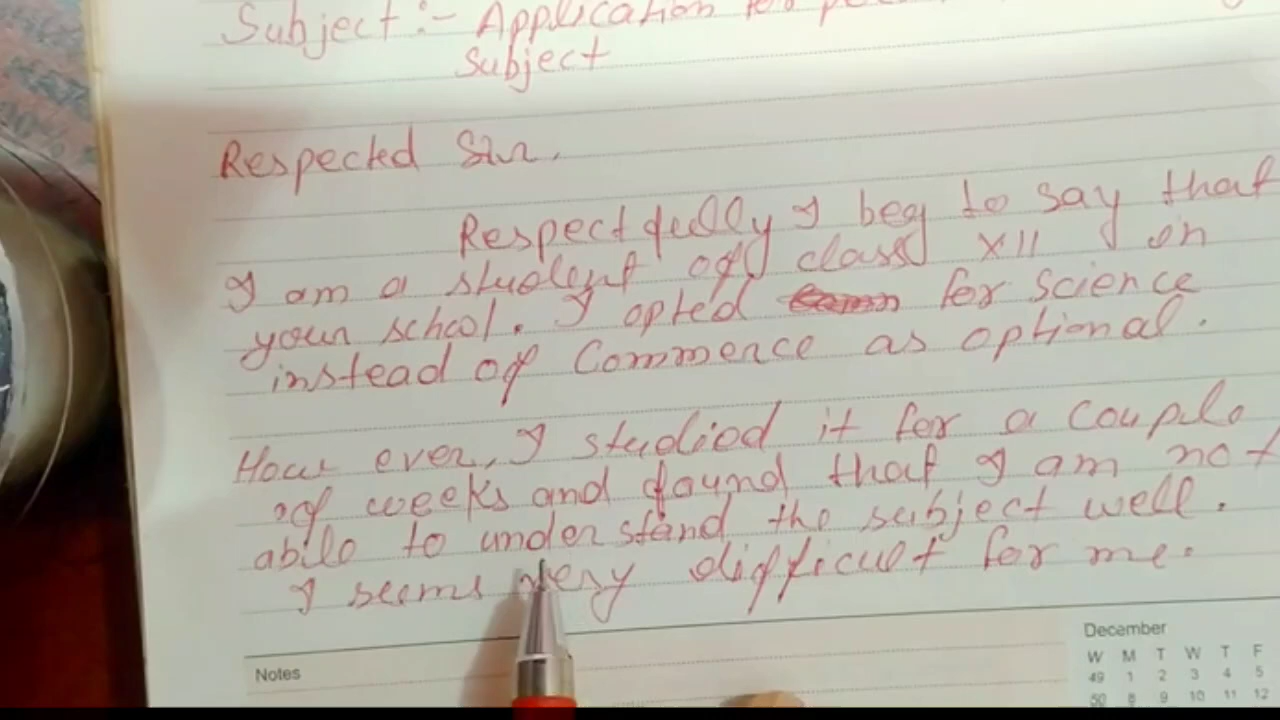 Subject:- Application for
Subject
Respected Sir,
Respectfully I beg to say that
I am a student of class XII in
your school. I opted for science
instead of Commerce as optional.
How ever, I studied it for a couple
of weeks and found that I am not
able to understand the subject well.
I seems very difficult for me.
Notes
December
W M T W T F
49 1 2 3 4 5
50 8 9 10 11 12